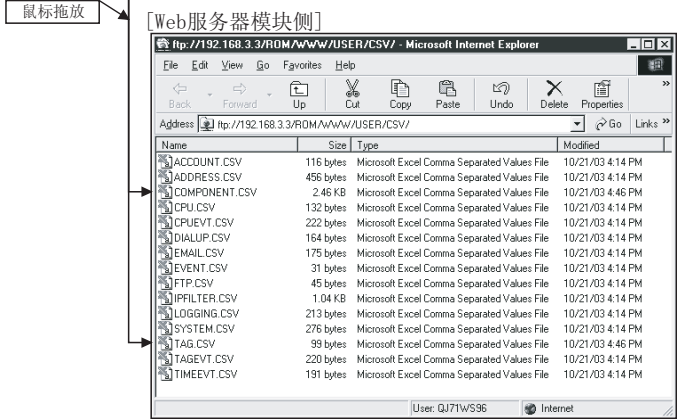 鼠标拖放
[Web服务器模块侧]
ftp://192.168.3.3/ROM/WWW/USER/CSV/ - Microsoft Internet Explorer
File Edit View Go Favorites Help
Back Forward Up Cut Copy Paste Undo Delete Properties »
Address ftp://192.168.3.3/ROM/WWW/USER/CSV/ Go Links »
Name Size Type Modified
ACCOUNT.CSV 116 bytes Microsoft Excel Comma Separated Values File 10/21/03 4:14 PM
ADDRESS.CSV 456 bytes Microsoft Excel Comma Separated Values File 10/21/03 4:14 PM
COMPONENT.CSV 2.46 KB Microsoft Excel Comma Separated Values File 10/21/03 4:46 PM
CPU.CSV 132 bytes Microsoft Excel Comma Separated Values File 10/21/03 4:14 PM
CPUEVT.CSV 222 bytes Microsoft Excel Comma Separated Values File 10/21/03 4:14 PM
DIALUP.CSV 164 bytes Microsoft Excel Comma Separated Values File 10/21/03 4:14 PM
EMAIL.CSV 175 bytes Microsoft Excel Comma Separated Values File 10/21/03 4:14 PM
EVENT.CSV 31 bytes Microsoft Excel Comma Separated Values File 10/21/03 4:14 PM
FTP.CSV 45 bytes Microsoft Excel Comma Separated Values File 10/21/03 4:14 PM
IPFILTER.CSV 1.04 KB Microsoft Excel Comma Separated Values File 10/21/03 4:14 PM
LOGGING.CSV 213 bytes Microsoft Excel Comma Separated Values File 10/21/03 4:14 PM
SYSTEM.CSV 276 bytes Microsoft Excel Comma Separated Values File 10/21/03 4:14 PM
TAG.CSV 99 bytes Microsoft Excel Comma Separated Values File 10/21/03 4:46 PM
TAGEVT.CSV 220 bytes Microsoft Excel Comma Separated Values File 10/21/03 4:14 PM
TIMEEVT.CSV 191 bytes Microsoft Excel Comma Separated Values File 10/21/03 4:14 PM
User: QJ71WS96 Internet